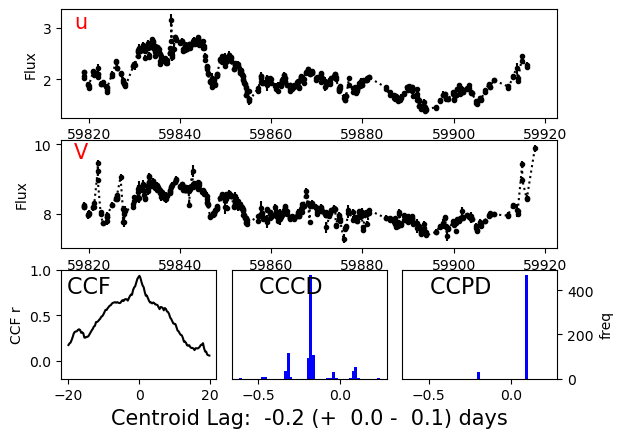 u
3
2
Flux
59820 59840 59860 59880 59900 59920
V
10
8
Flux
59820 59840 59860 59880 59900 59920
CCF CCCD CCPD
1.0
0.5
0.0
CCF r
400
200
0
freq
−20 0 20 −0.5 0.0 −0.5 0.0
Centroid Lag:  -0.2 (+  0.0 -  0.1) days